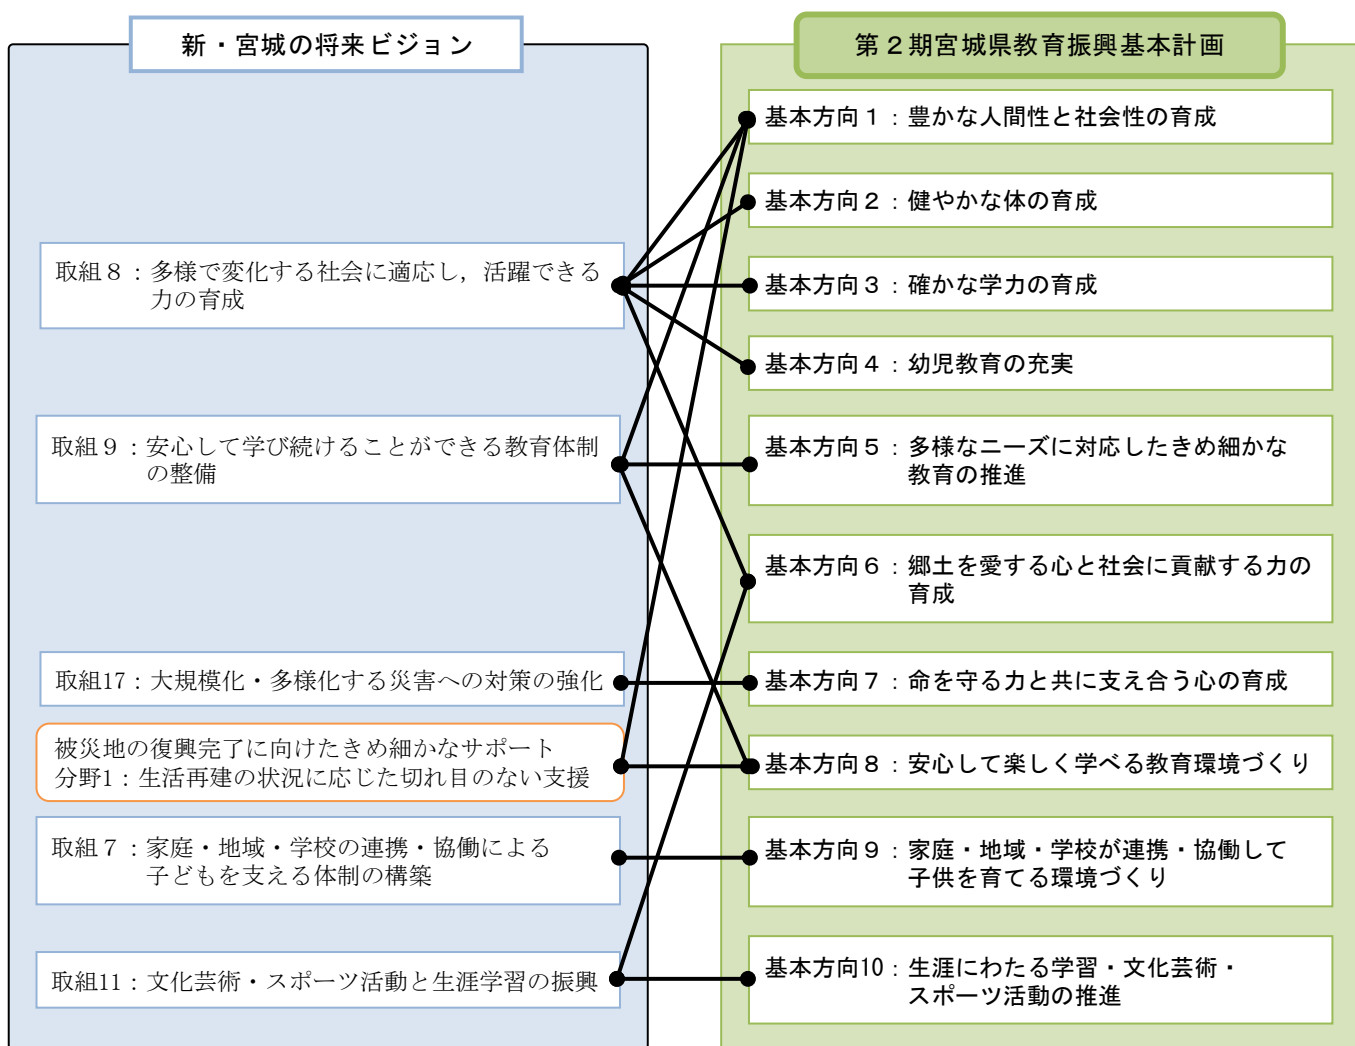 新・宮城の将来ビジョン
取組８：多様で変化する社会に適応し，活躍できる
力の育成
取組９：安心して学び続けることができる教育体制
の整備
取組17：大規模化・多様化する災害への対策の強化
被災地の復興完了に向けたきめ細かなサポート
分野1：生活再建の状況に応じた切れ目のない支援
取組７：家庭・地域・学校の連携・協働による
子どもを支える体制の構築
取組11：文化芸術・スポーツ活動と生涯学習の振興
第２期宮城県教育振興基本計画
基本方向１：豊かな人間性と社会性の育成
基本方向２：健やかな体の育成
基本方向３：確かな学力の育成
基本方向４：幼児教育の充実
基本方向５：多様なニーズに対応したきめ細かな
教育の推進
基本方向６：郷土を愛する心と社会に貢献する力の
育成
基本方向７：命を守る力と共に支え合う心の育成
基本方向８：安心して楽しく学べる教育環境づくり
基本方向９：家庭・地域・学校が連携・協働して
子供を育てる環境づくり
基本方向10：生涯にわたる学習・文化芸術・
スポーツ活動の推進